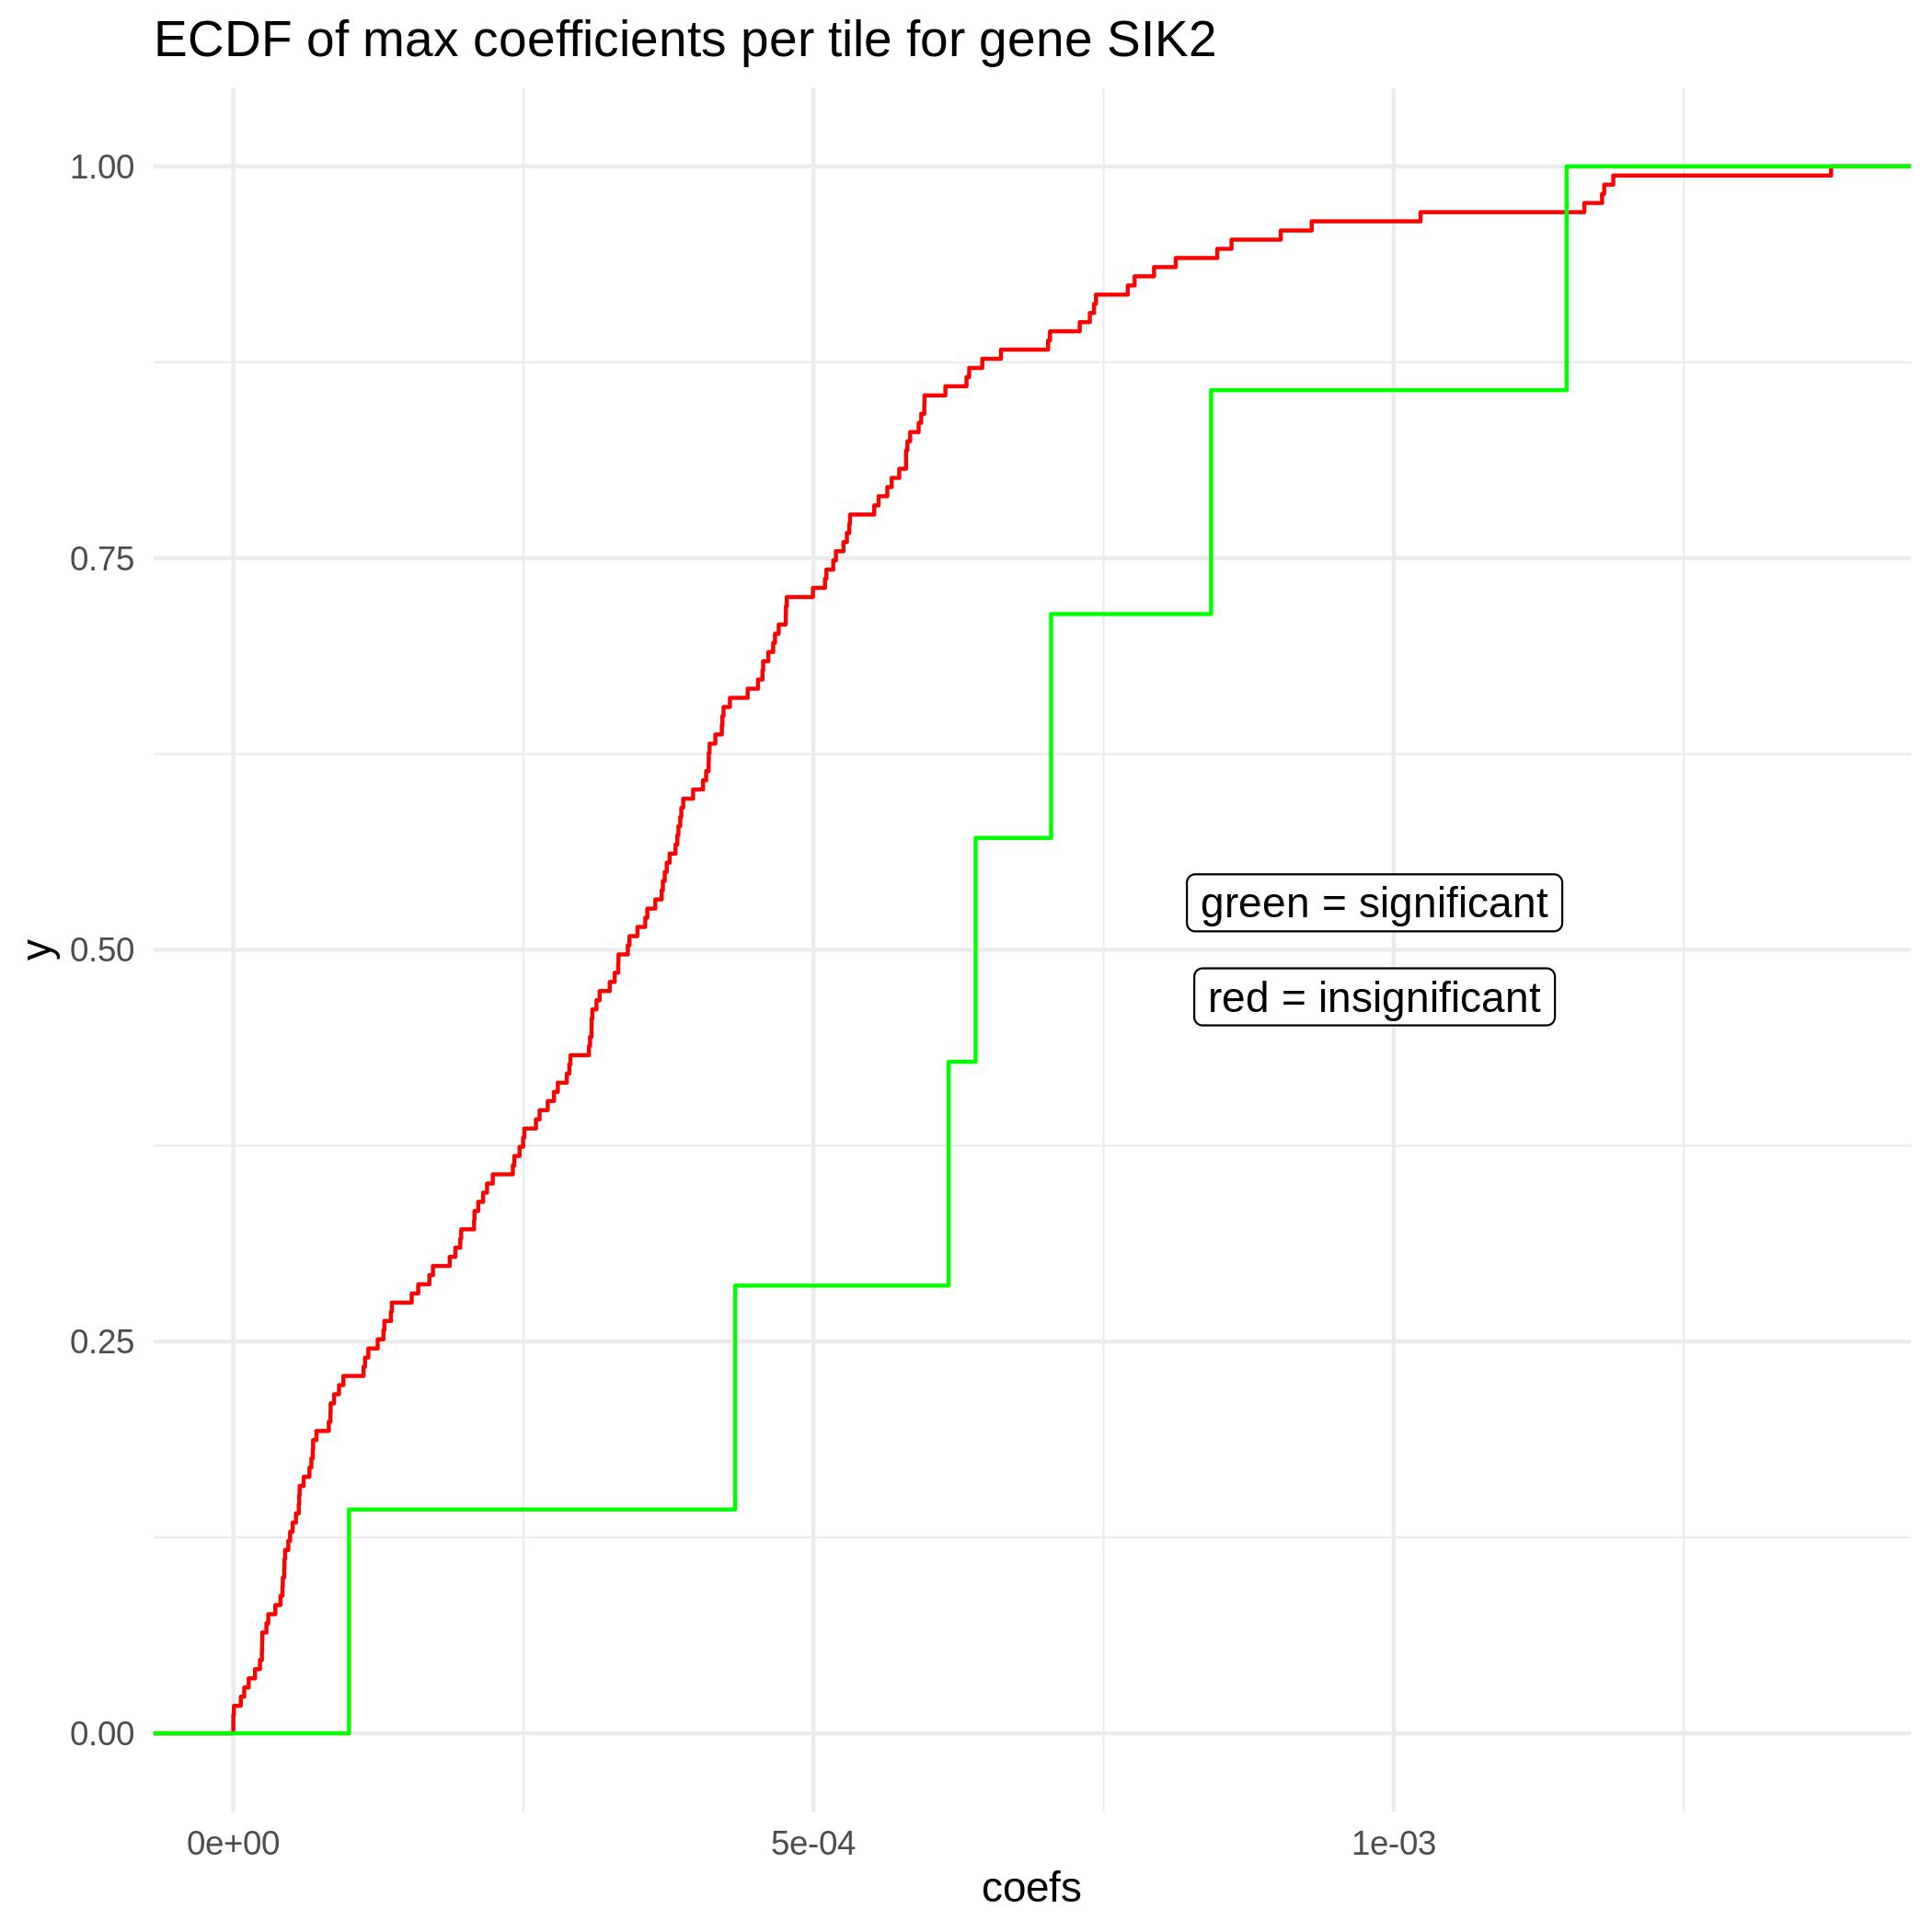 ECDF of max coefficients per tile for gene SIK2
1.00
0.75
0.50
0.25
0.00
y
green = significant
red = insignificant
0e+00
5e-04
1e-03
coefs